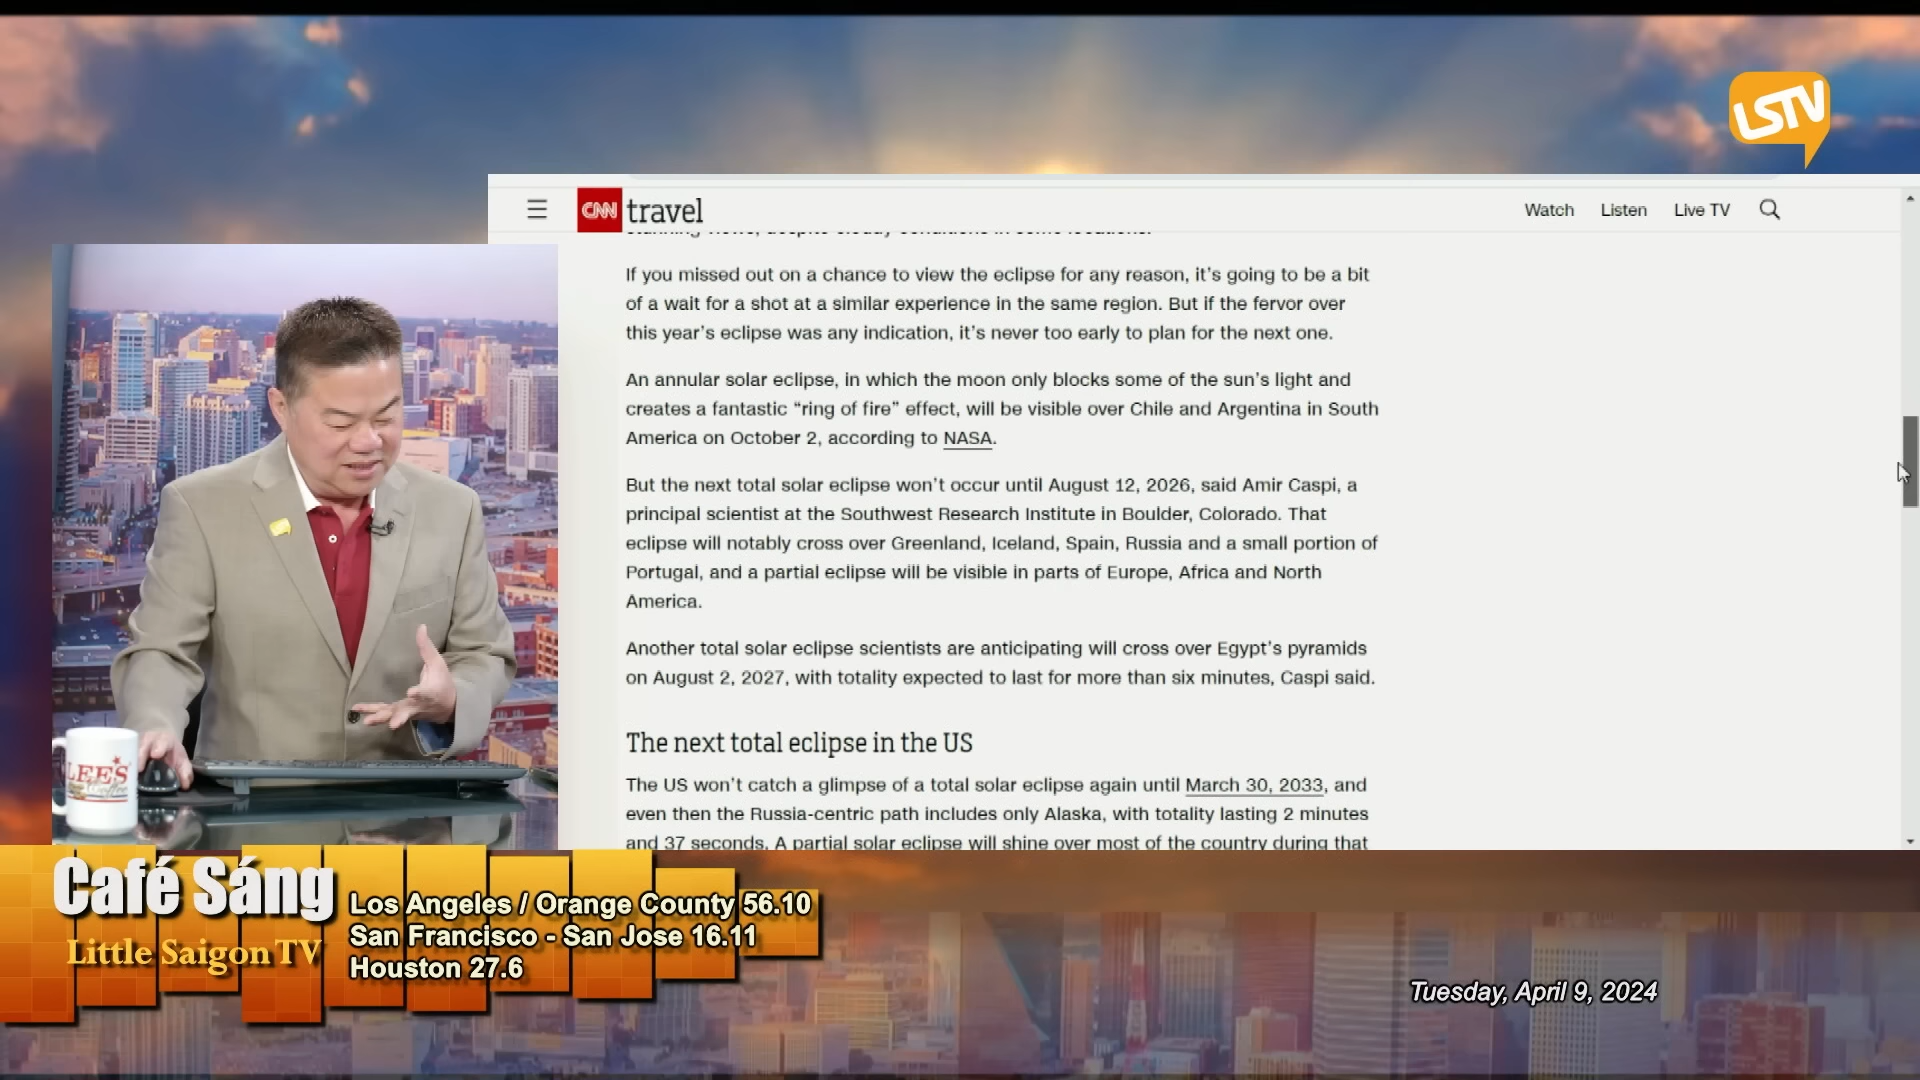 LSTV
CNN travel
Watch Listen Live TV
stunning views, despite cloudy conditions in some locations.
If you missed out on a chance to view the eclipse for any reason, it's going to be a bit
of a wait for a shot at a similar experience in the same region. But if the fervor over
this year's eclipse was any indication, it's never too early to plan for the next one.
An annular solar eclipse, in which the moon only blocks some of the sun's light and
creates a fantastic “ring of fire” effect, will be visible over Chile and Argentina in South
America on October 2, according to NASA.
But the next total solar eclipse won't occur until August 12, 2026, said Amir Caspi, a
principal scientist at the Southwest Research Institute in Boulder, Colorado. That
eclipse will notably cross over Greenland, Iceland, Spain, Russia and a small portion of
Portugal, and a partial eclipse will be visible in parts of Europe, Africa and North
America.
Another total solar eclipse scientists are anticipating will cross over Egypt's pyramids
on August 2, 2027, with totality expected to last for more than six minutes, Caspi said.
The next total eclipse in the US
The US won't catch a glimpse of a total solar eclipse again until March 30, 2033, and
even then the Russia-centric path includes only Alaska, with totality lasting 2 minutes
and 37 seconds. A partial solar eclipse will shine over most of the country during that
LEE'S
Coffee
Café Sáng
Little Saigon TV
Los Angeles / Orange County 56.10
San Francisco - San Jose 16.11
Houston 27.6
Tuesday, April 9, 2024